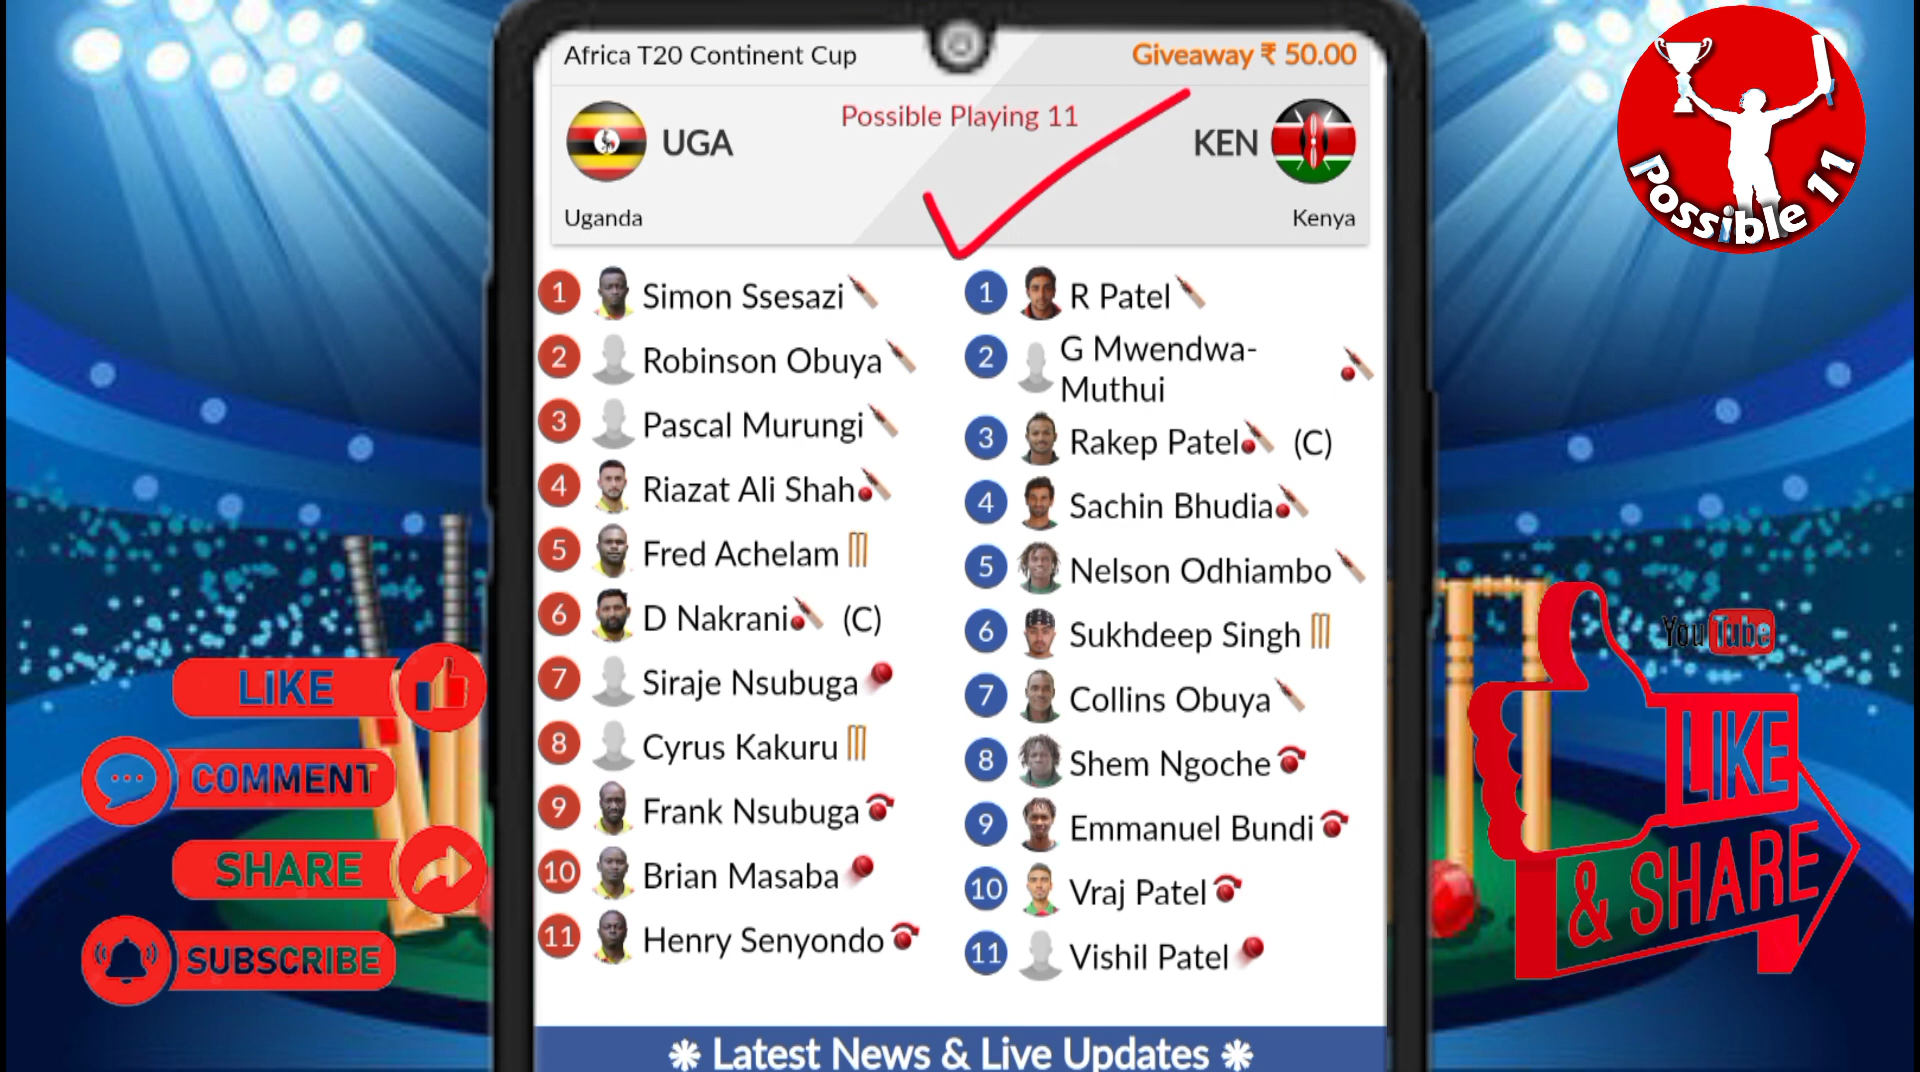 Africa T20 Continent Cup
Giveaway ₹ 50.00
Possible Playing 11
UGA
KEN
Uganda
Kenya
1 Simon Ssesazi
2 Robinson Obuya
3 Pascal Murungi
4 Riazat Ali Shah
5 Fred Achelam
6 D Nakrani (C)
7 Siraje Nsubuga
8 Cyrus Kakuru
9 Frank Nsubuga
10 Brian Masaba
11 Henry Senyondo
1 R Patel
2 G Mwendwa-
Muthui
3 Rakep Patel (C)
4 Sachin Bhudia
5 Nelson Odhiambo
6 Sukhdeep Singh
7 Collins Obuya
8 Shem Ngoche
9 Emmanuel Bundi
10 Vraj Patel
11 Vishil Patel
Latest News & Live Updates
Possible 11
LIKE
COMMENT
SHARE
SUBSCRIBE
YouTube
LIKE
& SHARE